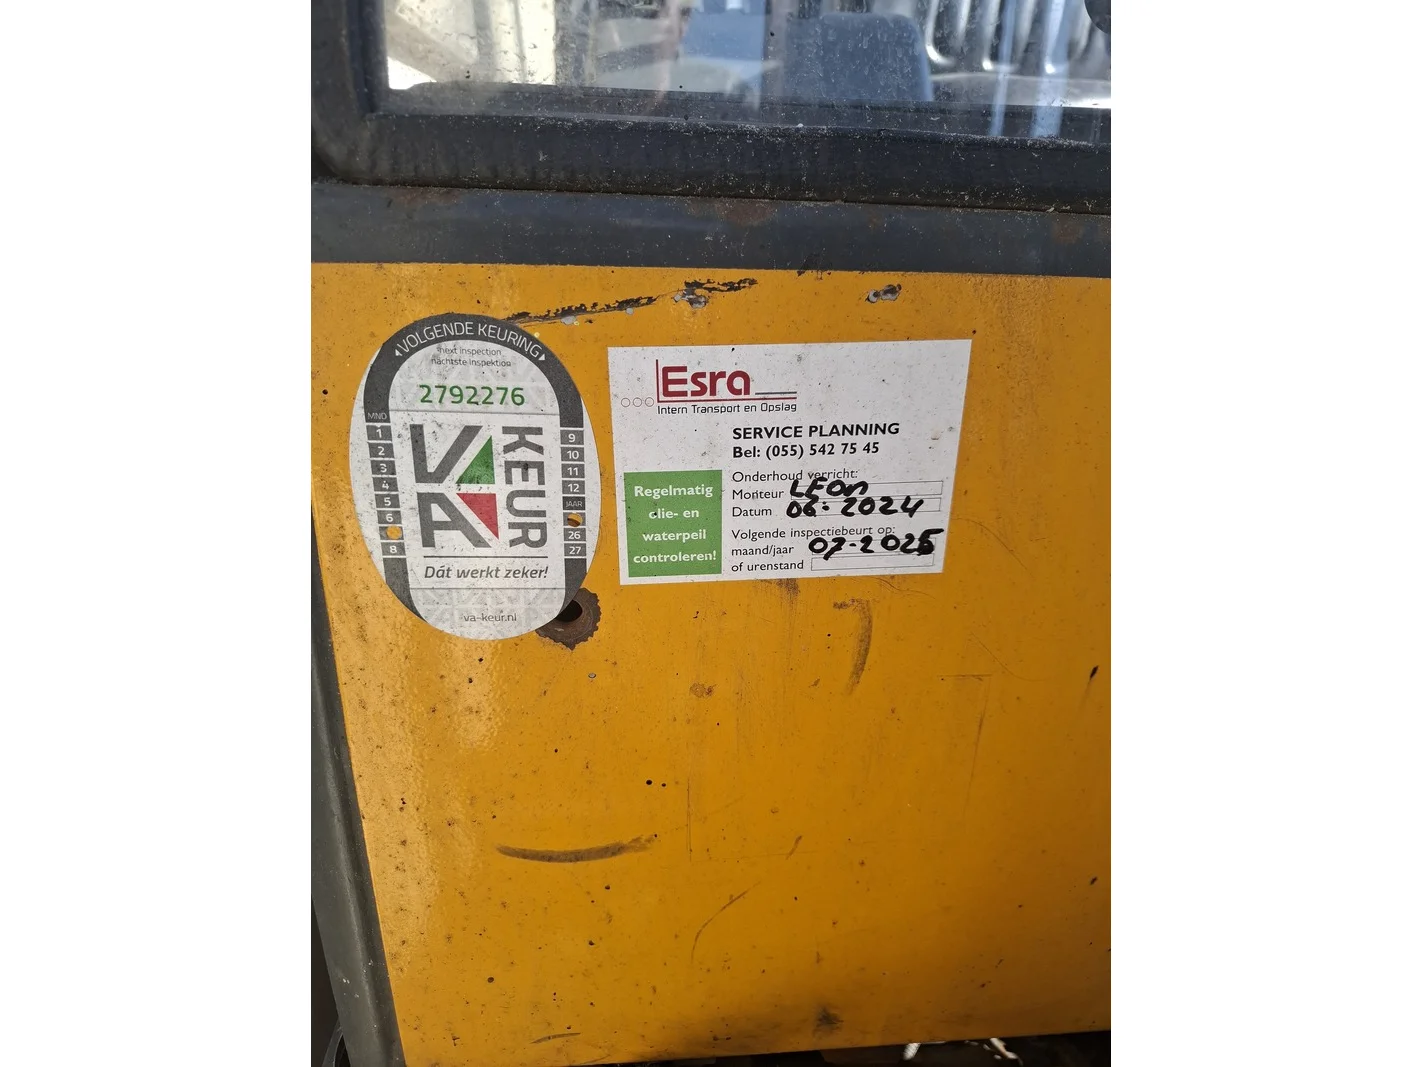 VOLGENDE KEURING
next inspection
nächtste Inspektion
2792276
MND
1
2
3
4
5
6
8
9
10
11
12
JAAR
26
27
VA
KEUR
Dát werkt zeker!
va-keur.nl
Esra
Intern Transport en Opslag
SERVICE PLANNING
Bel: (055) 542 75 45
Regelmatig
olie- en
waterpeil
controleren!
Onderhoud verricht:
Monteur LEON
Datum 06-2024
Volgende inspectiebeurt op:
maand/jaar 07-2025
of urenstand